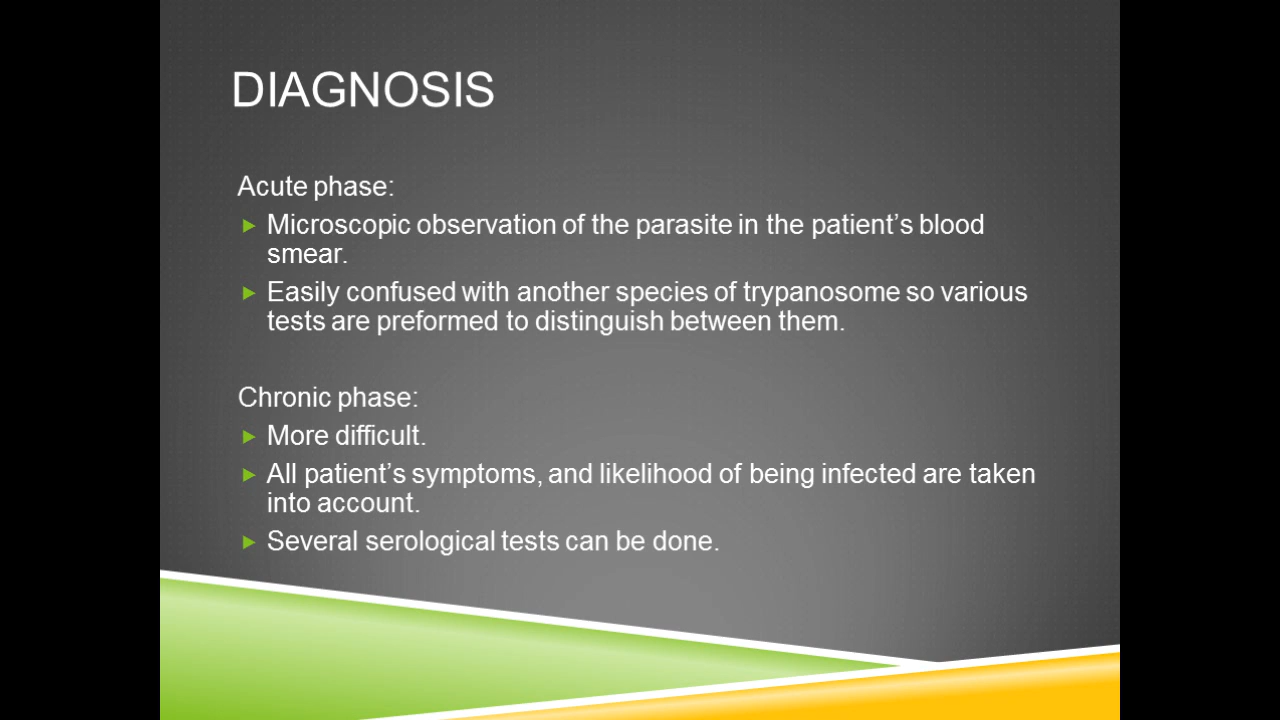 DIAGNOSIS
Acute phase:
Microscopic observation of the parasite in the patient’s blood
smear.
Easily confused with another species of trypanosome so various
tests are preformed to distinguish between them.
Chronic phase:
More difficult.
All patient’s symptoms, and likelihood of being infected are taken
into account.
Several serological tests can be done.